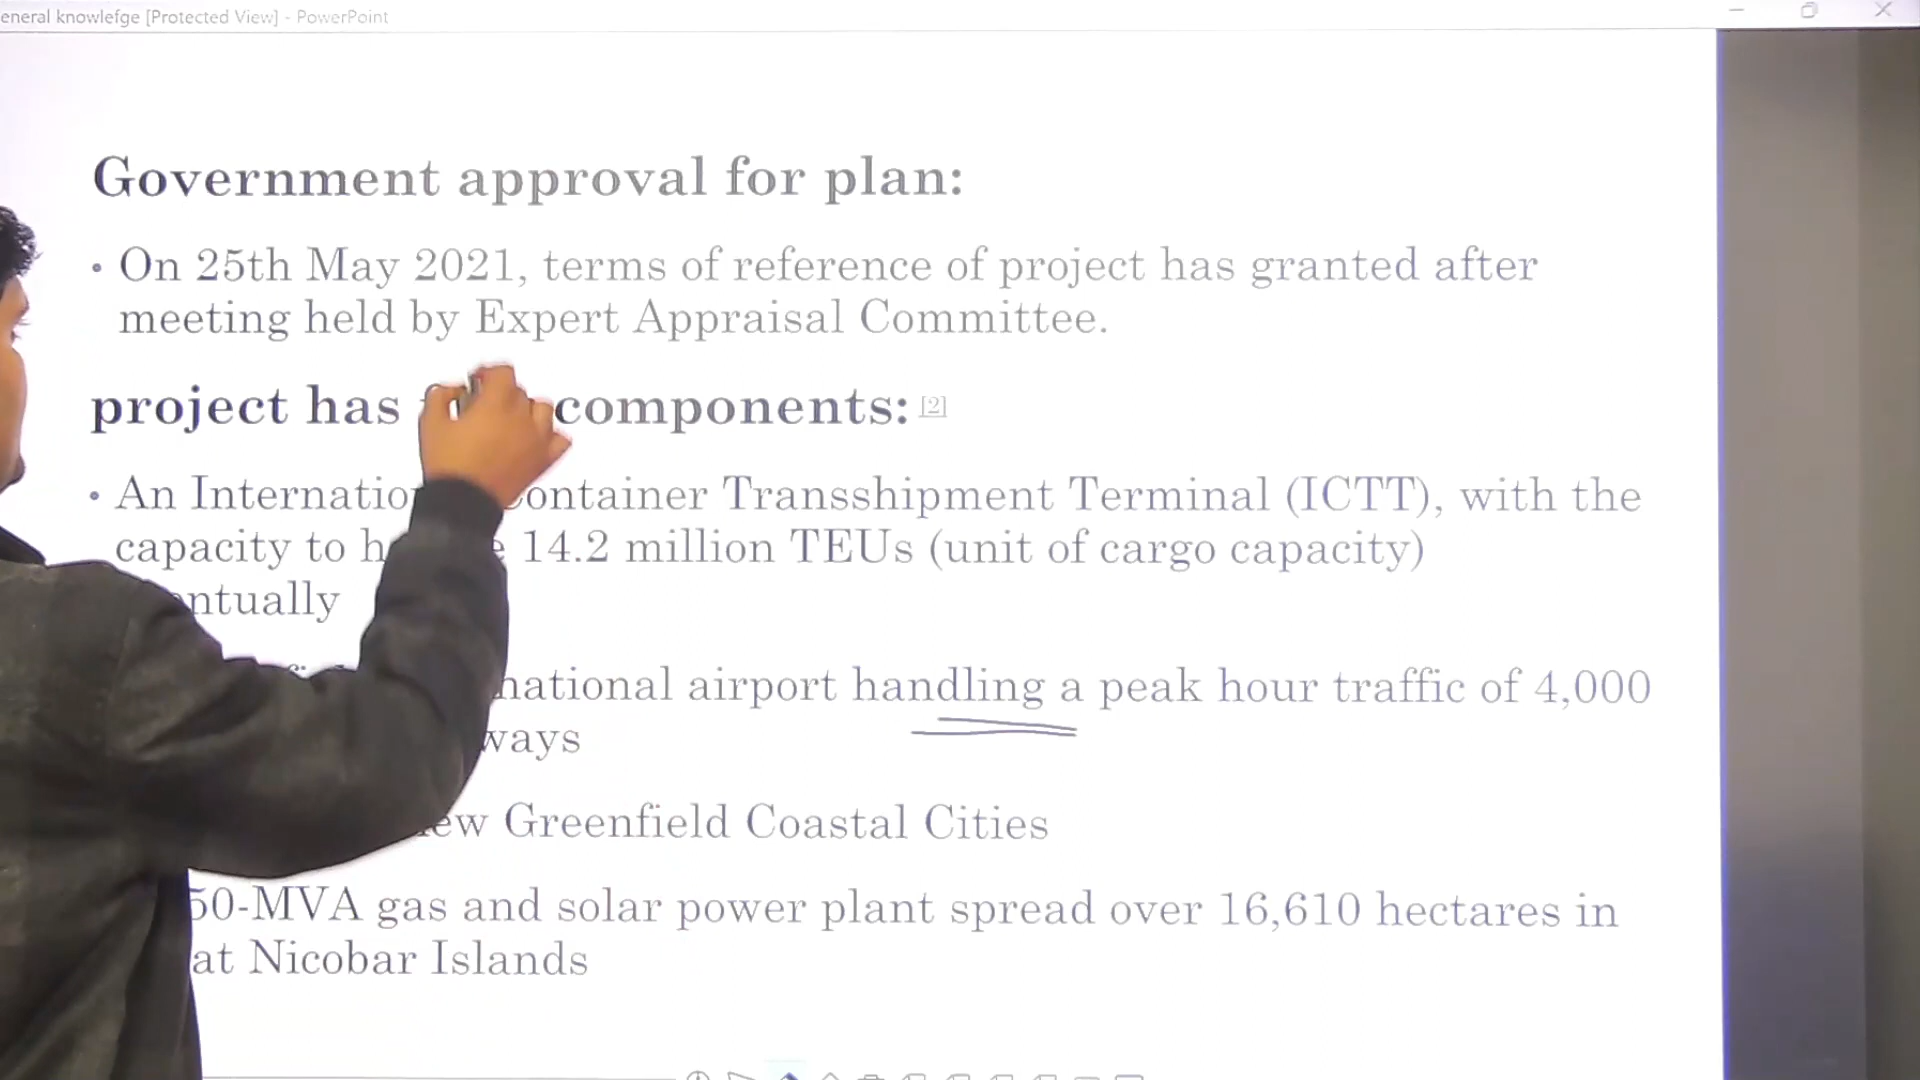 eneral knowlefge [Protected View] - PowerPoint
Government approval for plan:
• On 25th May 2021, terms of reference of project has granted after
meeting held by Expert Appraisal Committee.
project has components: [2]
• An Internatio ontainer Transshipment Terminal (ICTT), with the
capacity to h e 14.2 million TEUs (unit of cargo capacity)
ntually
national airport handling a peak hour traffic of 4,000
ways
ew Greenfield Coastal Cities
50-MVA gas and solar power plant spread over 16,610 hectares in
at Nicobar Islands